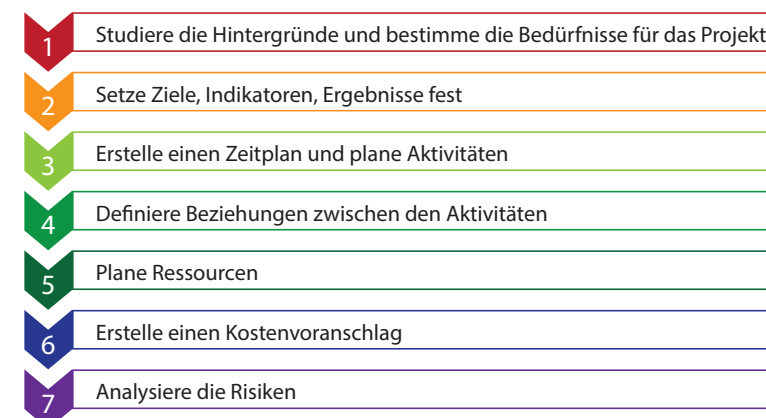 1 Studiere die Hintergründe und bestimme die Bedürfnisse für das Projekt
2 Setze Ziele, Indikatoren, Ergebnisse fest
3 Erstelle einen Zeitplan und plane Aktivitäten
4 Definiere Beziehungen zwischen den Aktivitäten
5 Plane Ressourcen
6 Erstelle einen Kostenvoranschlag
7 Analysiere die Risiken